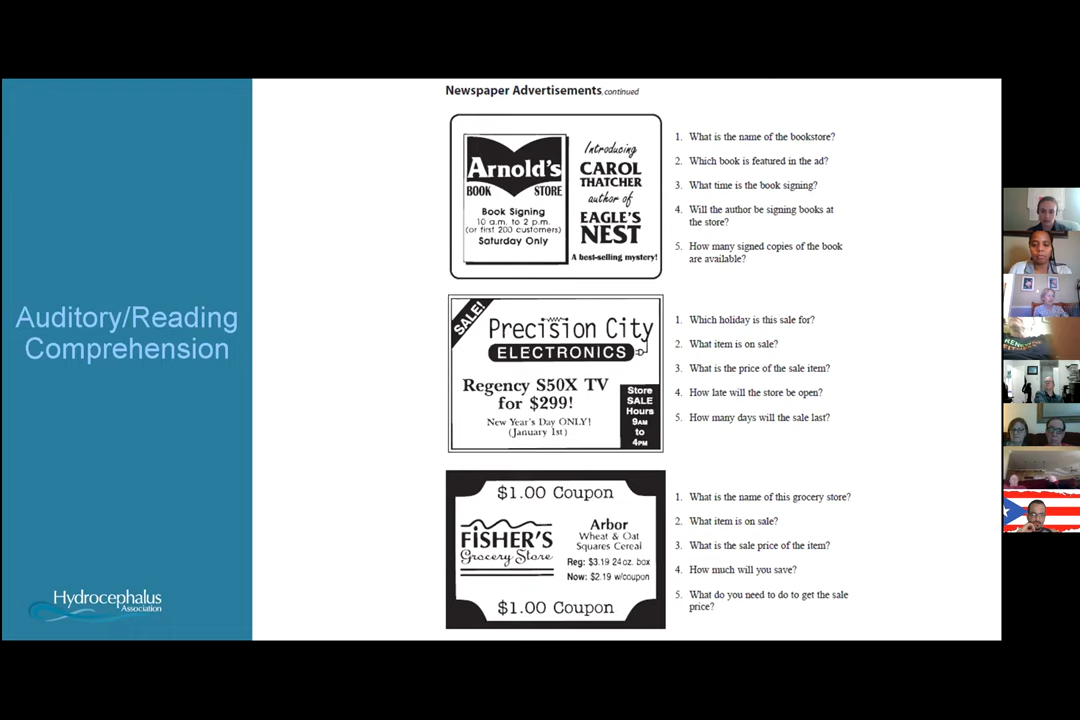 Auditory/Reading
Comprehension
Hydrocephalus
Association
Newspaper Advertisements, continued
Arnold's
BOOK STORE
Book Signing
10 a.m. to 2 p.m.
(or first 200 customers)
Saturday Only
Introducing
CAROL
THATCHER
author of
EAGLE'S
NEST
A best-selling mystery!
1. What is the name of the bookstore?
2. Which book is featured in the ad?
3. What time is the book signing?
4. Will the author be signing books at
the store?
5. How many signed copies of the book
are available?
SALE!
Precision City
ELECTRONICS
Regency S50X TV
for $299!
New Year's Day ONLY!
(January 1st)
Store
SALE
Hours
9AM
to
4PM
1. Which holiday is this sale for?
2. What item is on sale?
3. What is the price of the sale item?
4. How late will the store be open?
5. How many days will the sale last?
$1.00 Coupon
FISHER'S
Grocery Store
Arbor
Wheat & Oat
Squares Cereal
Reg: $3.19 24 oz. box
Now: $2.19 w/coupon
$1.00 Coupon
1. What is the name of this grocery store?
2. What item is on sale?
3. What is the sale price of the item?
4. How much will you save?
5. What do you need to do to get the sale
price?